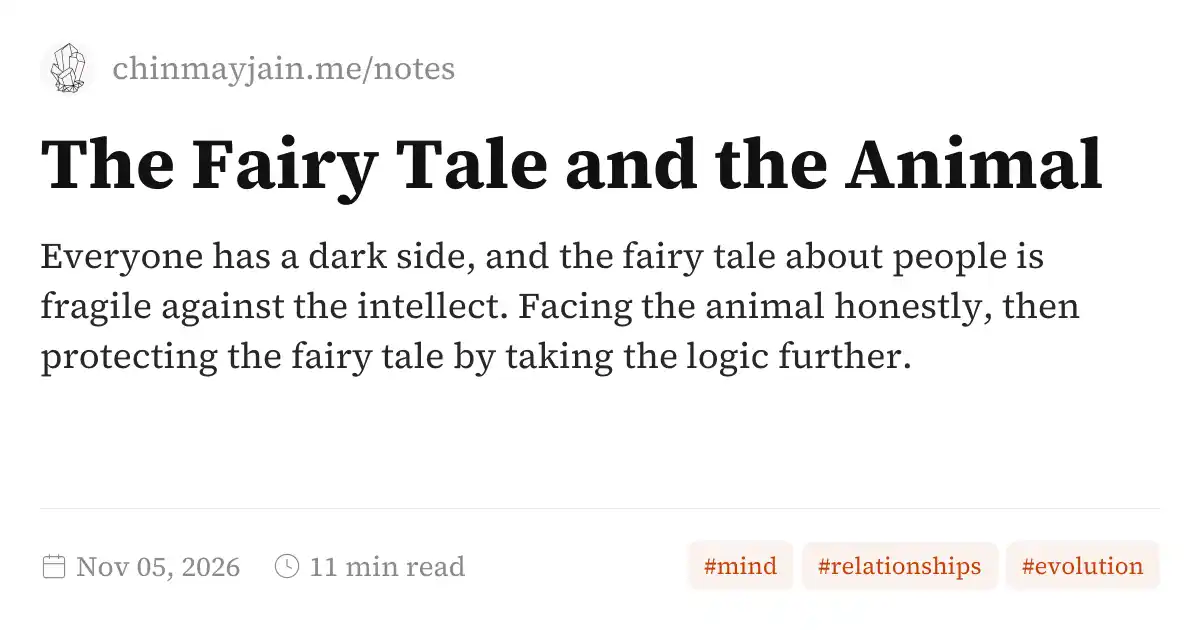 chinmayjain.me/notes
The Fairy Tale and the Animal
Everyone has a dark side, and the fairy tale about people is
fragile against the intellect. Facing the animal honestly, then
protecting the fairy tale by taking the logic further.
Nov 05, 2026
11 min read
#mind
#relationships
#evolution